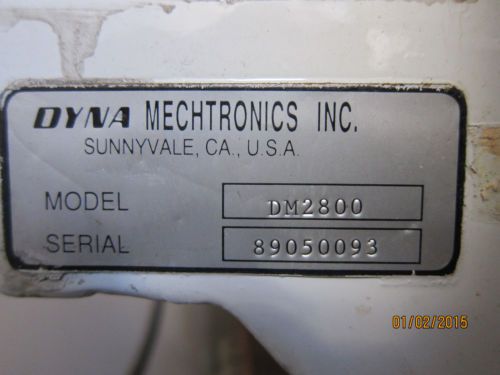 DYNA MECHTRONICS INC.
SUNNYVALE, CA., U.S.A.
MODEL DM2800
SERIAL 89050093
01/02/2015